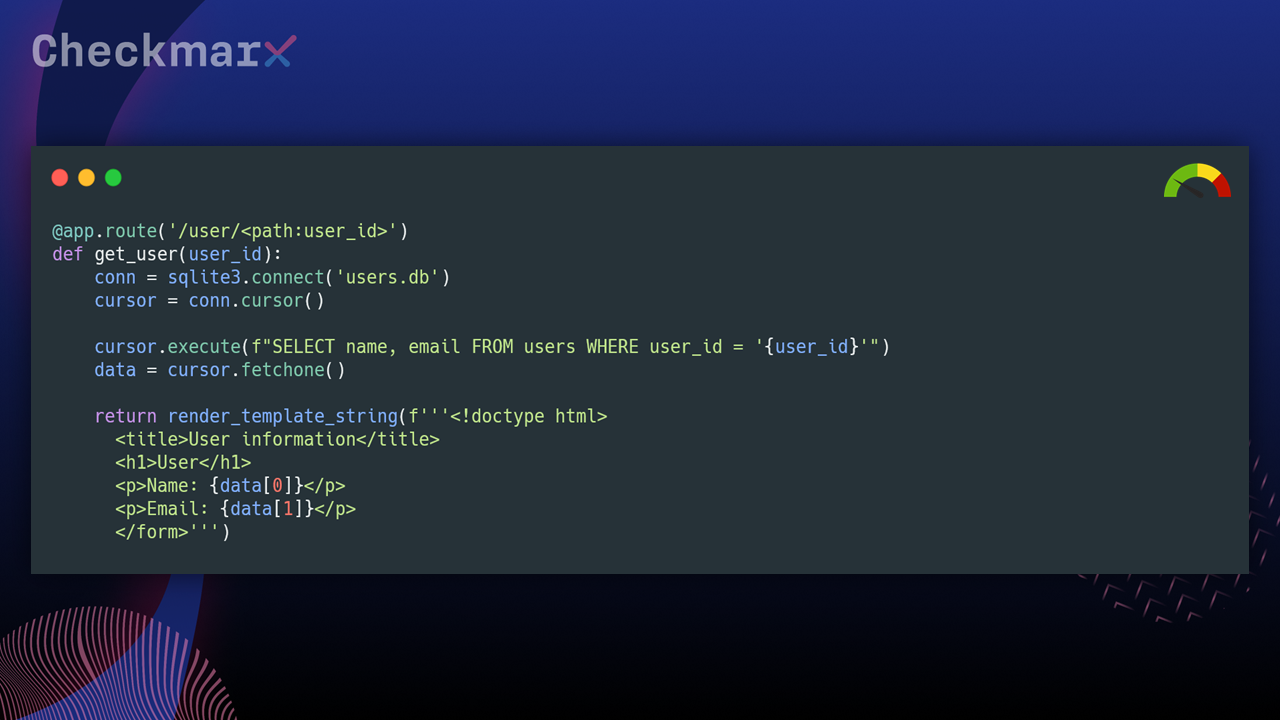 Checkmarx
@app.route('/user/<path:user_id>')
def get_user(user_id):
    conn = sqlite3.connect('users.db')
    cursor = conn.cursor()

    cursor.execute(f"SELECT name, email FROM users WHERE user_id = '{user_id}'")
    data = cursor.fetchone()

    return render_template_string(f'''<!doctype html>
      <title>User information</title>
      <h1>User</h1>
      <p>Name: {data[0]}</p>
      <p>Email: {data[1]}</p>
      </form>''')